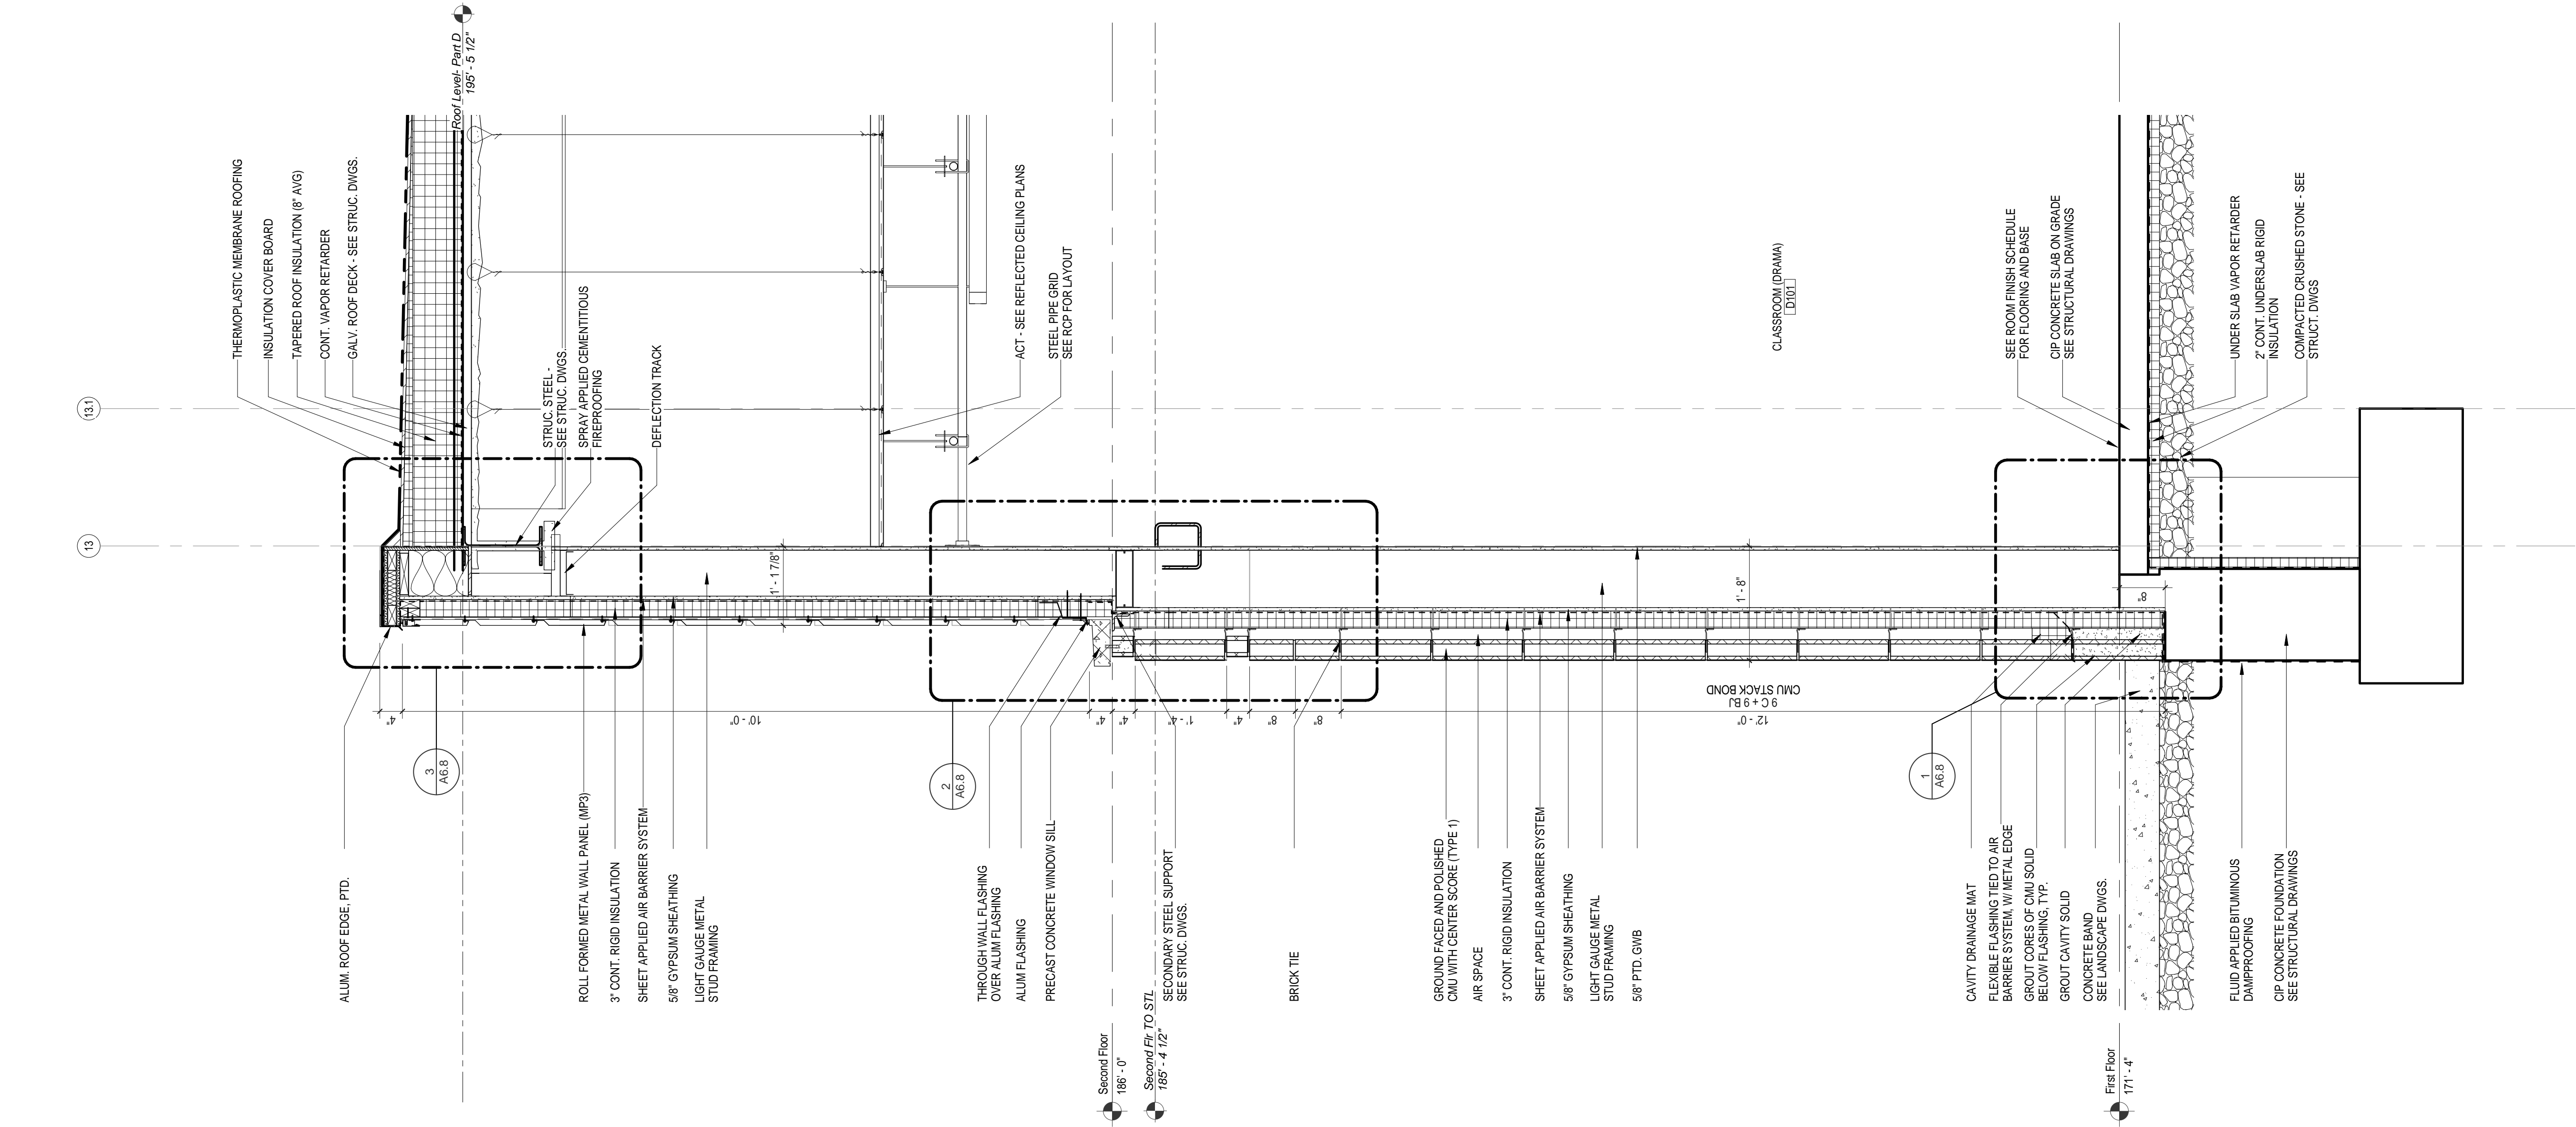 13.1
13
Roof Level- Part D
195' - 5 1/2"
THERMOPLASTIC MEMBRANE ROOFING
INSULATION COVER BOARD
TAPERED ROOF INSULATION (8" AVG)
CONT. VAPOR RETARDER
GALV. ROOF DECK - SEE STRUC. DWGS.
STRUC. STEEL -
SEE STRUC. DWGS.
SPRAY APPLIED CEMENTITIOUS
FIREPROOFING
DEFLECTION TRACK
ACT - SEE REFLECTED CEILING PLANS
STEEL PIPE GRID
SEE RCP FOR LAYOUT
CLASSROOM (DRAMA)
D101
SEE ROOM FINISH SCHEDULE
FOR FLOORING AND BASE
CIP CONCRETE SLAB ON GRADE
SEE STRUCTURAL DRAWINGS
UNDER SLAB VAPOR RETARDER
2" CONT. UNDERSLAB RIGID
INSULATION
COMPACTED CRUSHED STONE - SEE
STRUCT. DWGS
1' - 1 7/8"
1' - 8"
8"
4"
10' - 0"
4"
4"
1' - 4"
4"
8"
8"
12' - 0"
9 C + 9 BJ
CMU STACK BOND
3
A6.8
2
A6.8
1
A6.8
ALUM. ROOF EDGE, PTD.
ROLL FORMED METAL WALL PANEL (MP3)
3" CONT. RIGID INSULATION
SHEET APPLIED AIR BARRIER SYSTEM
5/8" GYPSUM SHEATHING
LIGHT GAUGE METAL
STUD FRAMING
THROUGH WALL FLASHING
OVER ALUM FLASHING
ALUM FLASHING
PRECAST CONCRETE WINDOW SILL
SECONDARY STEEL SUPPORT
SEE STRUC. DWGS.
BRICK TIE
GROUND FACED AND POLISHED
CMU WITH CENTER SCORE (TYPE 1)
AIR SPACE
3" CONT. RIGID INSULATION
SHEET APPLIED AIR BARRIER SYSTEM
5/8" GYPSUM SHEATHING
LIGHT GAUGE METAL
STUD FRAMING
5/8" PTD. GWB
CAVITY DRAINAGE MAT
FLEXIBLE FLASHING TIED TO AIR
BARRIER SYSTEM, W/ METAL EDGE
GROUT CORES OF CMU SOLID
BELOW FLASHING, TYP.
GROUT CAVITY SOLID
CONCRETE BAND
SEE LANDSCAPE DWGS.
FLUID APPLIED BITUMINOUS
DAMPPROOFING
CIP CONCRETE FOUNDATION
SEE STRUCTURAL DRAWINGS
Second Floor
186' - 0"
Second Flr TO STL
185' - 4 1/2"
First Floor
171' - 4"